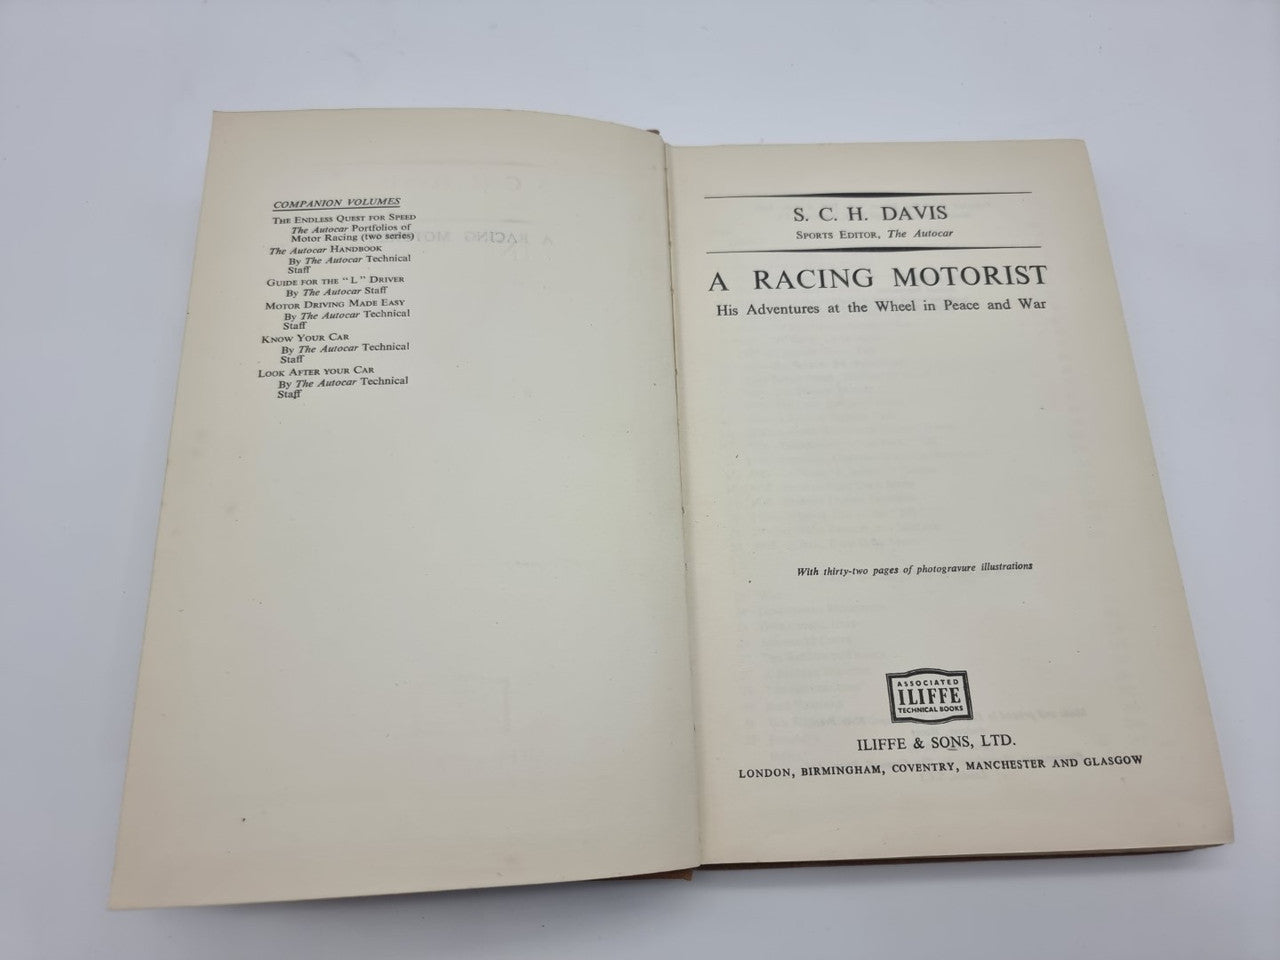 COMPANION VOLUMES
THE ENDLESS QUEST FOR SPEED
The Autocar Portfolios of
Motor Racing (two series)
The Autocar HANDBOOK
By The Autocar Technical
Staff
GUIDE FOR THE "L" DRIVER
By The Autocar Staff
MOTOR DRIVING MADE EASY
By The Autocar Technical
Staff
KNOW YOUR CAR
By The Autocar Technical
Staff
LOOK AFTER YOUR CAR
By The Autocar Technical
Staff
S. C. H. DAVIS
SPORTS EDITOR, The Autocar
A RACING MOTORIST
His Adventures at the Wheel in Peace and War
With thirty-two pages of photogravure illustrations
ASSOCIATED
ILIFFE
TECHNICAL BOOKS
ILIFFE & SONS, LTD.
LONDON, BIRMINGHAM, COVENTRY, MANCHESTER AND GLASGOW